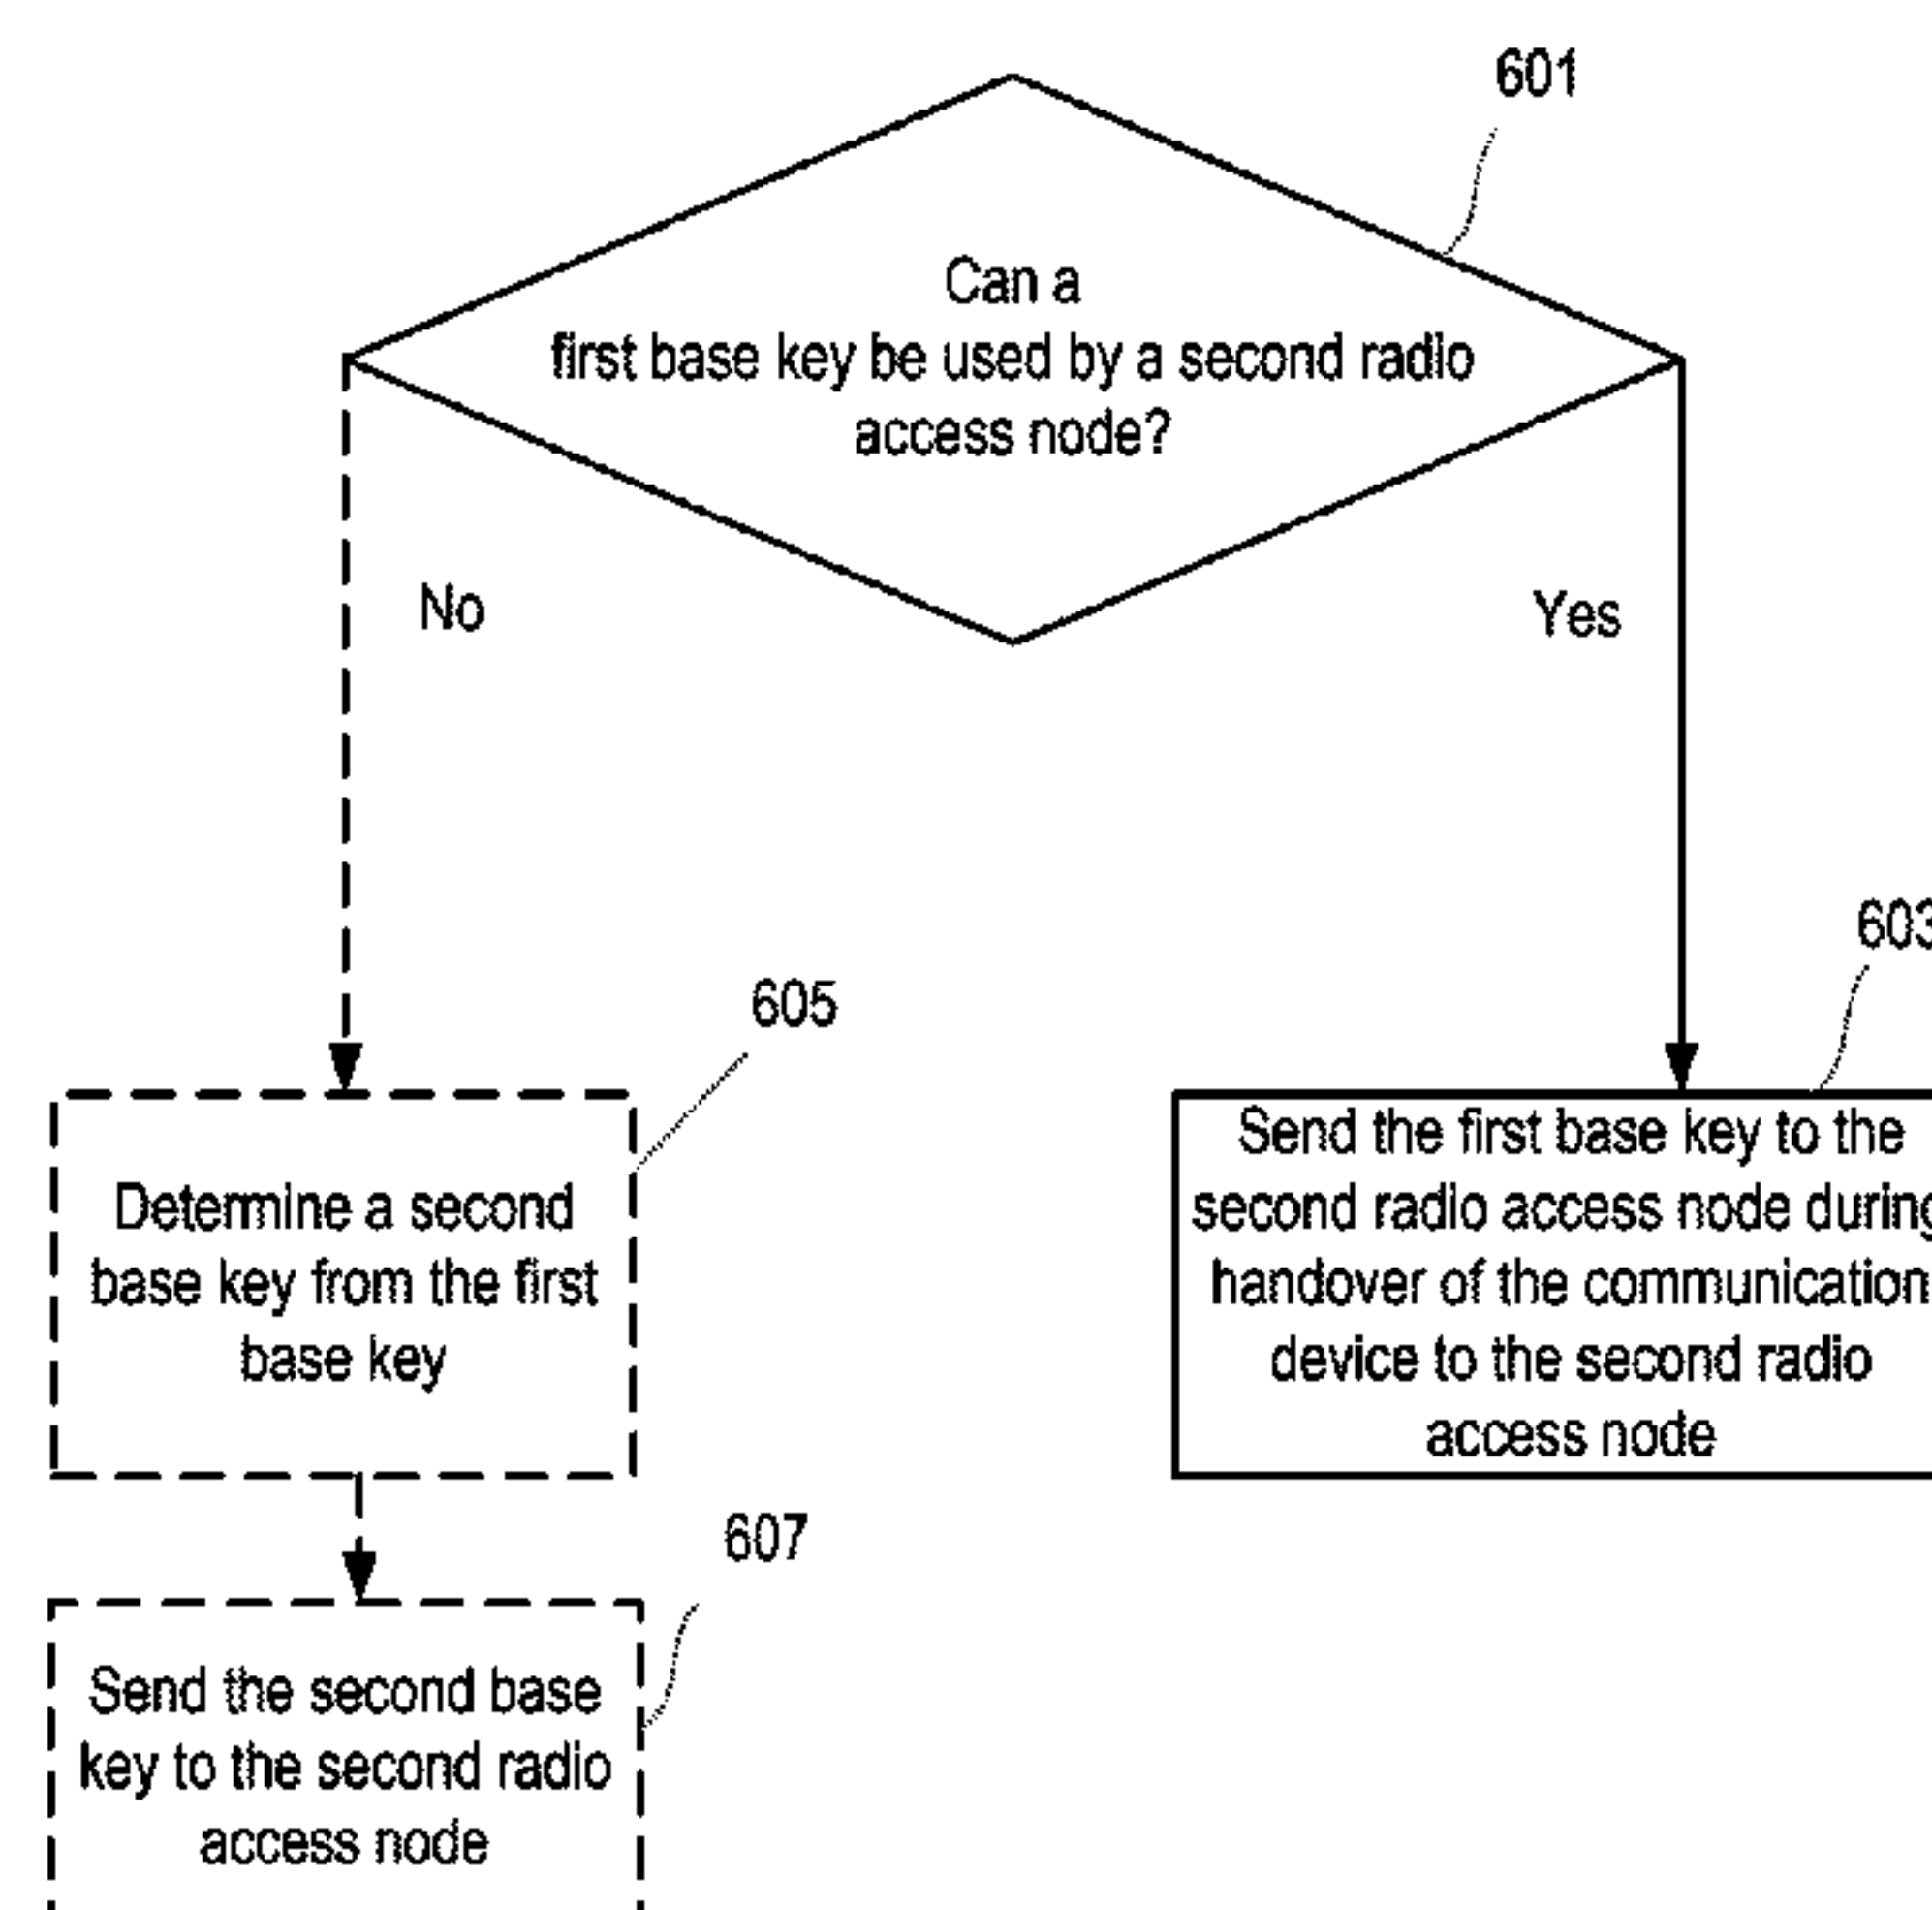 601
Can a
first base key be used by a second radio
access node?
No
Yes
603
605
Send the first base key to the
second radio access node during
handover of the communication
device to the second radio
access node
Determine a second
base key from the first
base key
607
Send the second base
key to the second radio
access node